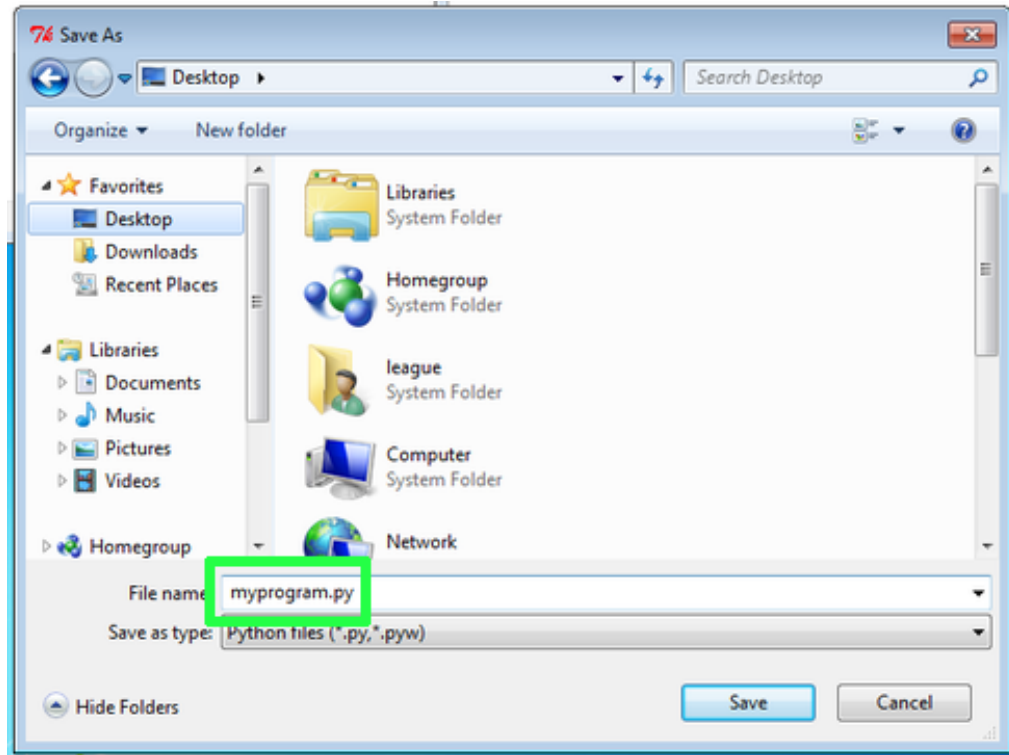 Save As
Desktop
Search Desktop
Organize New folder
Favorites
Desktop
Downloads
Recent Places
Libraries
Documents
Music
Pictures
Videos
Homegroup
Libraries
System Folder
Homegroup
System Folder
league
System Folder
Computer
System Folder
Network
File name myprogram.py
Save as type: Python files (*.py,*.pyw)
Hide Folders
Save Cancel